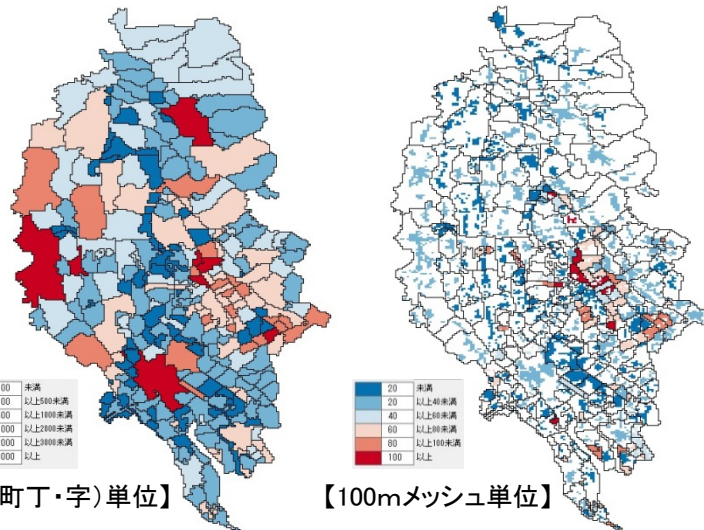 00 未満
00 以上500未満
00 以上1000未満
000 以上2000未満
000 以上3000未満
000 以上
町丁・字）単位】
20 未満
20 以上40未満
40 以上60未満
60 以上80未満
80 以上100未満
100 以上
【100mメッシュ単位】